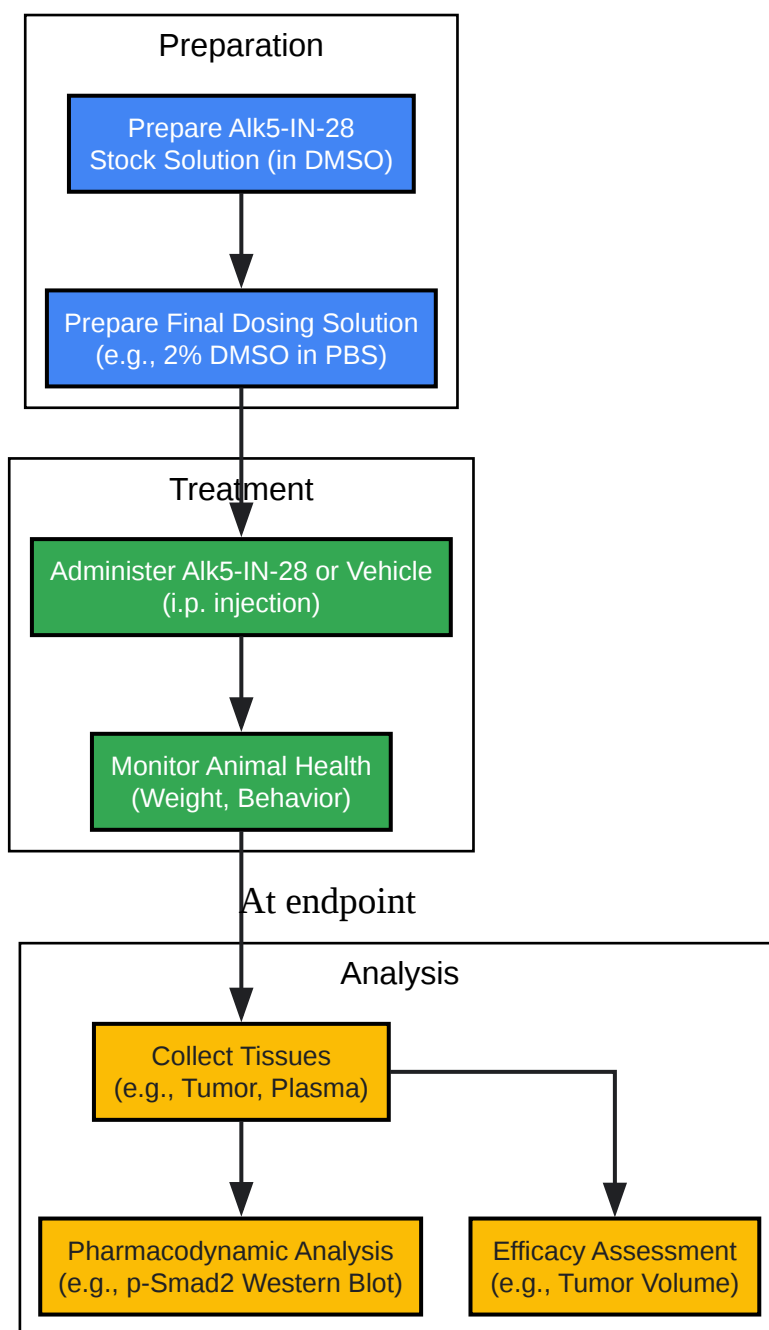 Preparation
Prepare Alk5-IN-28
Stock Solution (in DMSO)
Prepare Final Dosing Solution
(e.g., 2% DMSO in PBS)
Treatment
Administer Alk5-IN-28 or Vehicle
(i.p. injection)
Monitor Animal Health
(Weight, Behavior)
At endpoint
Analysis
Collect Tissues
(e.g., Tumor, Plasma)
Pharmacodynamic Analysis
(e.g., p-Smad2 Western Blot)
Efficacy Assessment
(e.g., Tumor Volume)